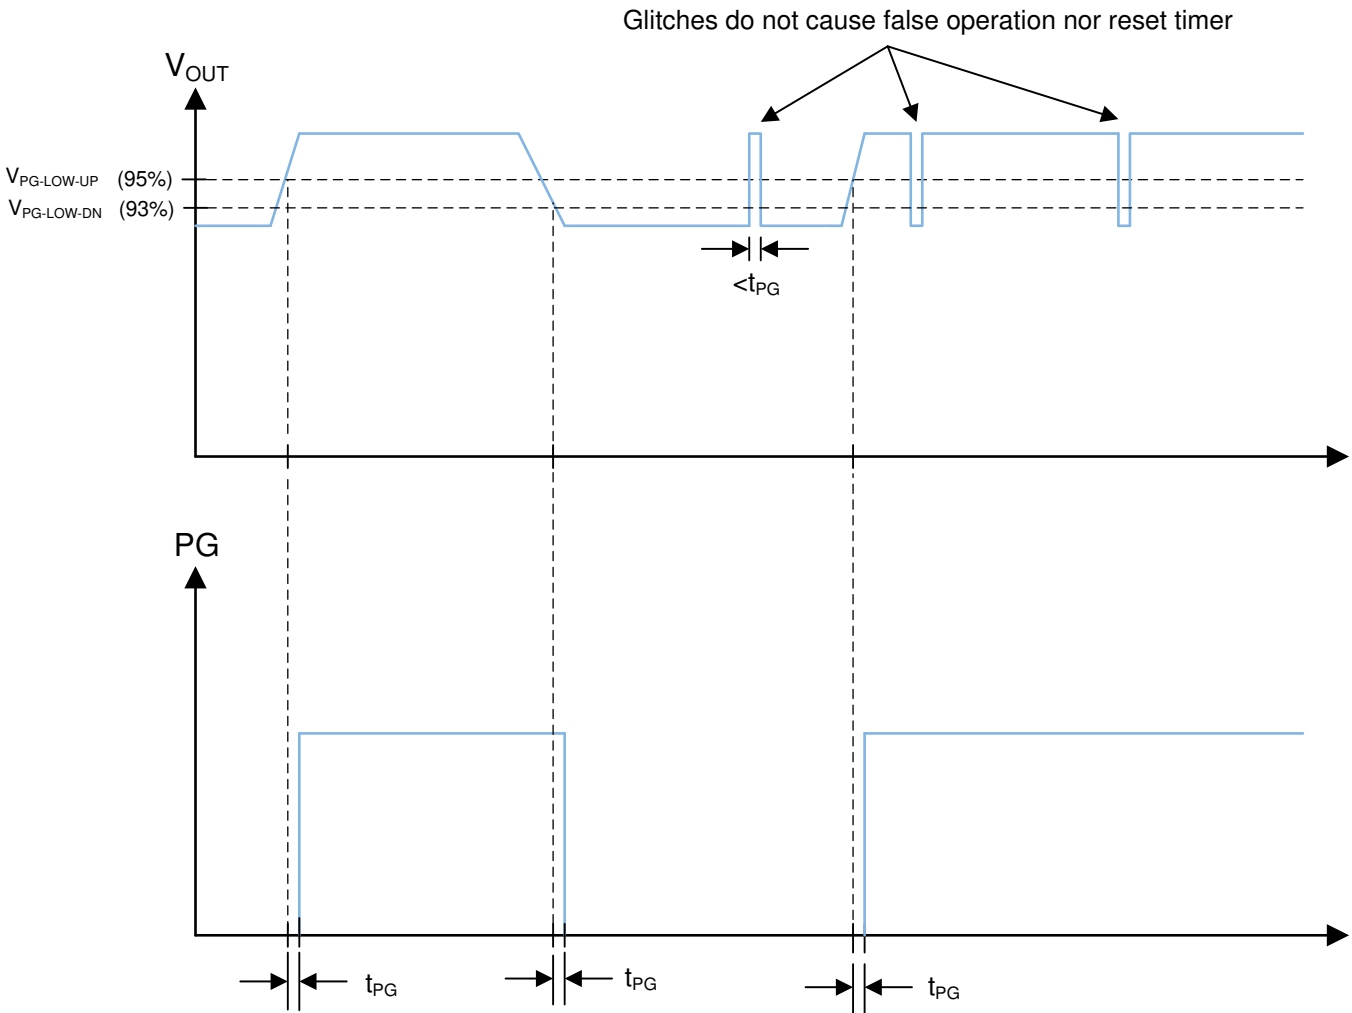 Glitches do not cause false operation nor reset timer
VOUT
VPG-LOW-UP (95%)
VPG-LOW-DN (93%)
<tPG
PG
tPG
tPG
tPG